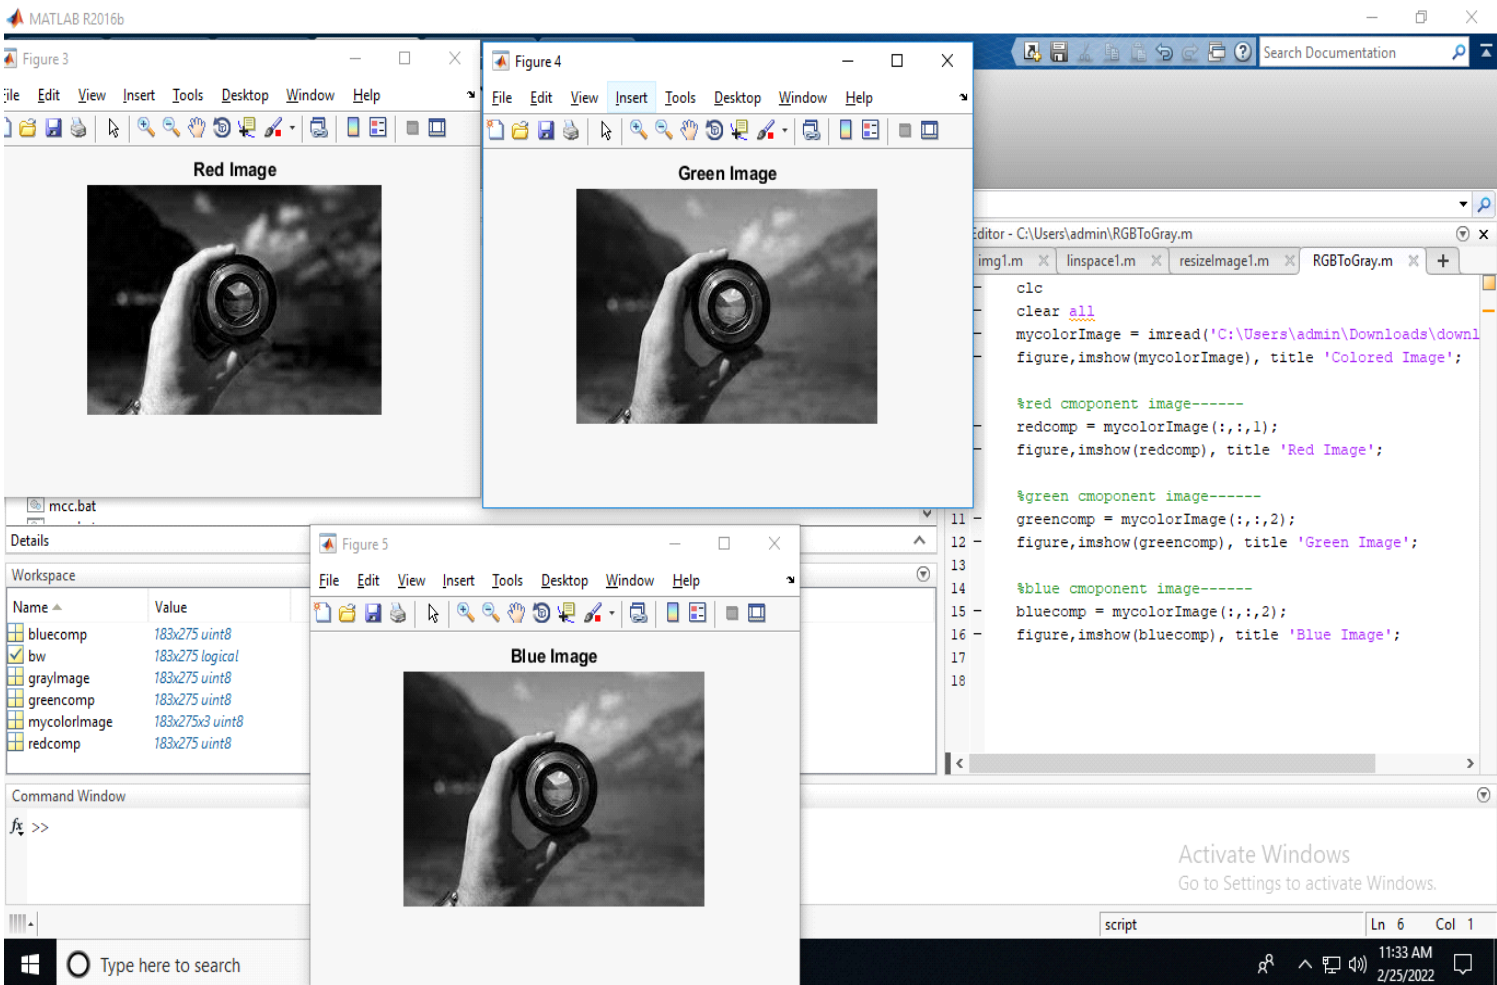 MATLAB R2016b
Search Documentation
Figure 3
ile Edit View Insert Tools Desktop Window Help
Red Image
Figure 4
File Edit View Insert Tools Desktop Window Help
Green Image
Editor - C:\Users\admin\RGBToGray.m
img1.m linspace1.m resizeImage1.m RGBToGray.m
clc
clear all
mycolorImage = imread('C:\Users\admin\Downloads\downl
figure,imshow(mycolorImage), title 'Colored Image';
%red cmoponent image------
redcomp = mycolorImage(:,:,1);
figure,imshow(redcomp), title 'Red Image';
%green cmoponent image------
11 greencomp = mycolorImage(:,:,2);
12 figure,imshow(greencomp), title 'Green Image';
13
14 %blue cmoponent image------
15 bluecomp = mycolorImage(:,:,2);
16 figure,imshow(bluecomp), title 'Blue Image';
17
18
mcc.bat
Details
Workspace
Name Value
bluecomp 183x275 uint8
bw 183x275 logical
grayImage 183x275 uint8
greencomp 183x275 uint8
mycolorImage 183x275x3 uint8
redcomp 183x275 uint8
Figure 5
File Edit View Insert Tools Desktop Window Help
Blue Image
Command Window
fx >>
Activate Windows
Go to Settings to activate Windows.
script Ln 6 Col 1
Type here to search
11:33 AM
2/25/2022